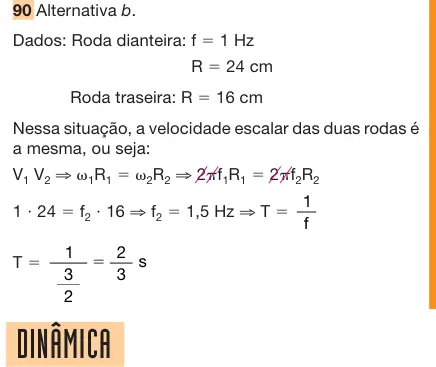 90 Alternativa b.
Dados: Roda dianteira: f = 1 Hz
R = 24 cm
Roda traseira: R = 16 cm
Nessa situação, a velocidade escalar das duas rodas é
a mesma, ou seja:
V₁ V₂ ⇒ ω₁R₁ = ω₂R₂ ⇒ 2πf₁R₁ = 2πf₂R₂
1 · 24 = f₂ · 16 ⇒ f₂ = 1,5 Hz ⇒ T = 1/f
T = 1/(3/2) = 2/3 s
DINÂMICA